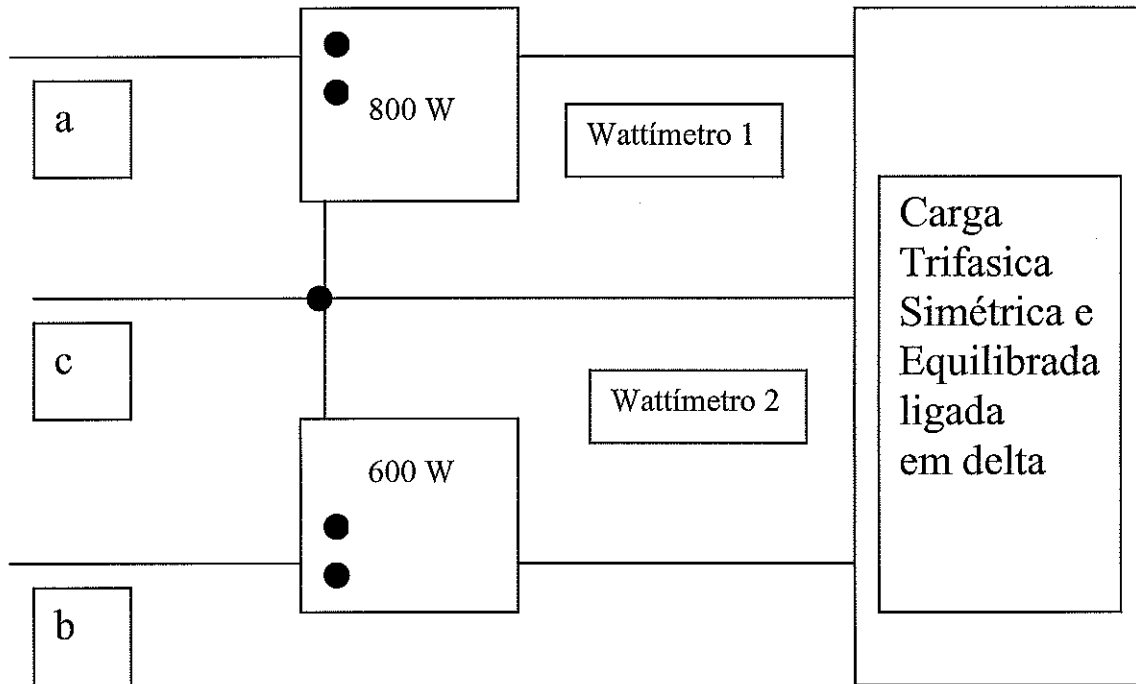 a
800 W
Wattímetro 1
c
Wattímetro 2
600 W
b
Carga
Trifasica
Simétrica e
Equilibrada
ligada
em delta